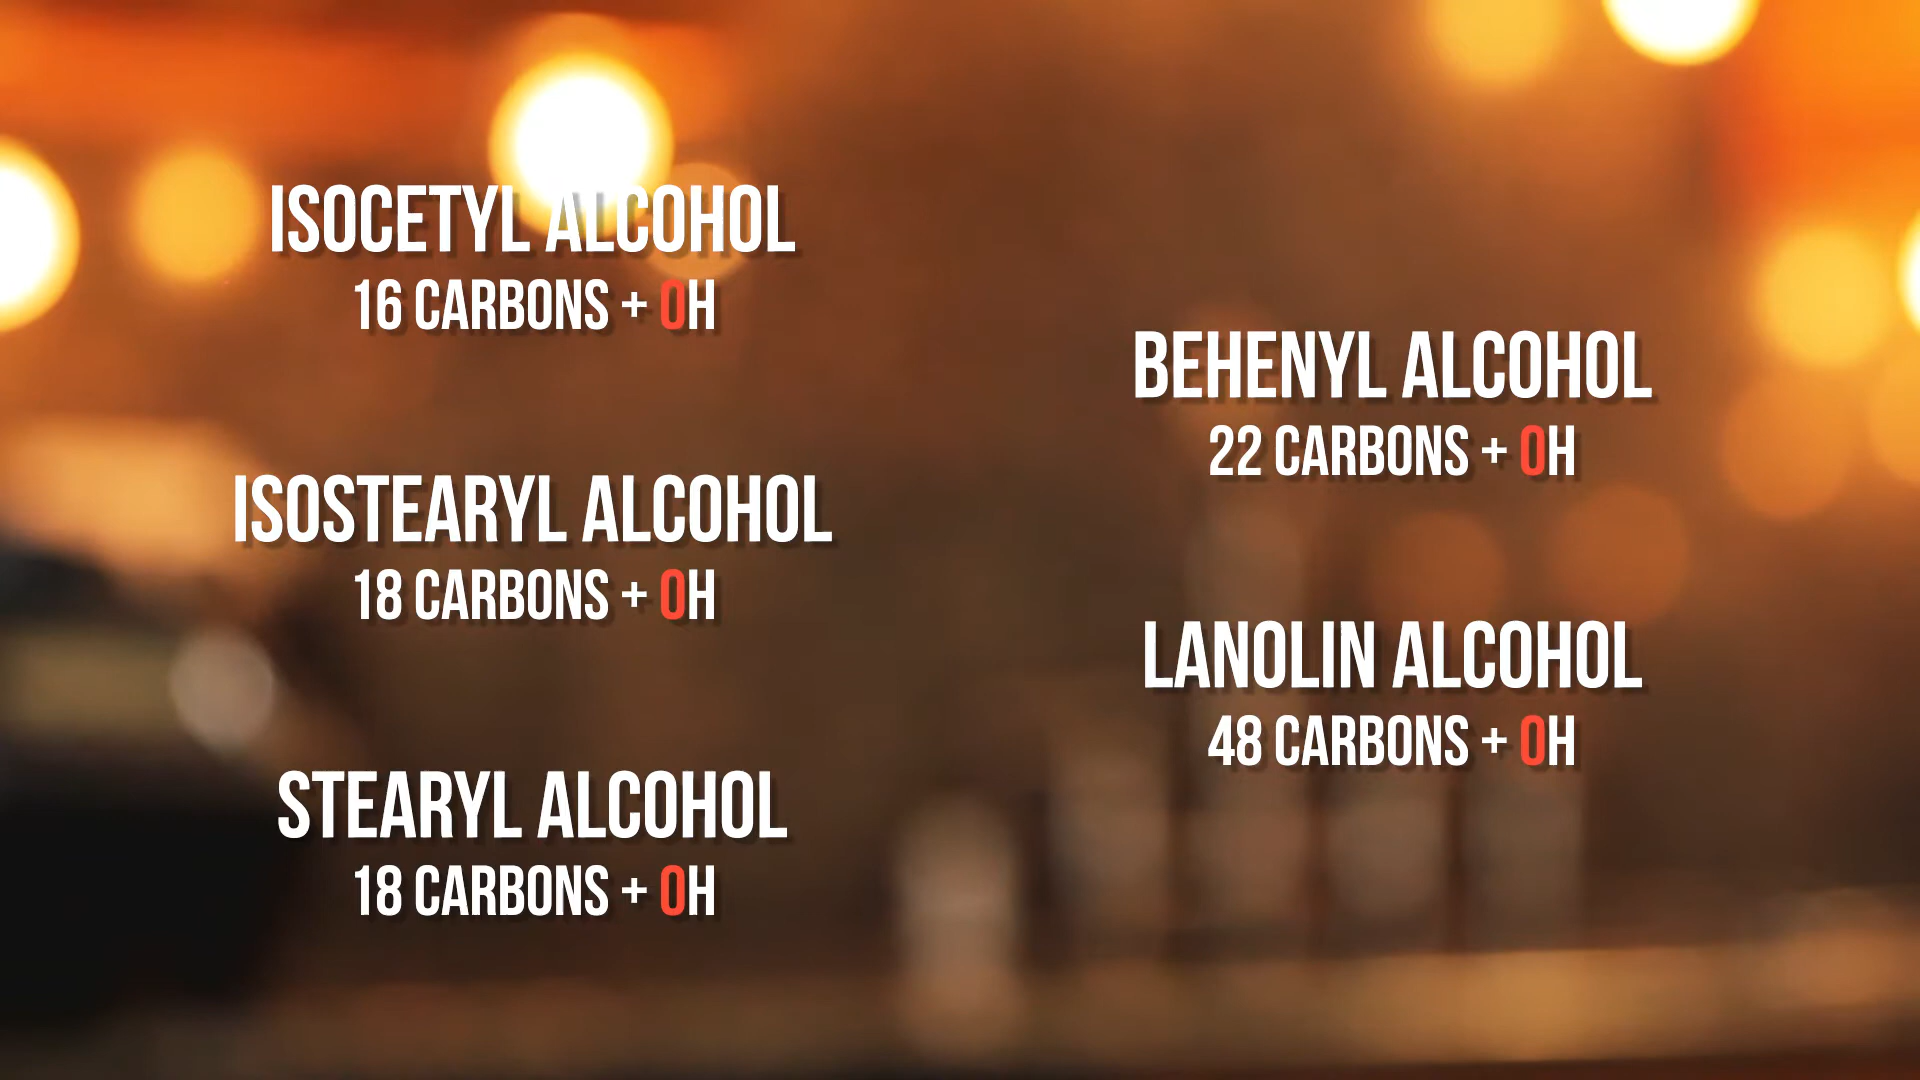 ISOCETYL ALCOHOL
16 CARBONS + OH
ISOSTEARYL ALCOHOL
18 CARBONS + OH
STEARYL ALCOHOL
18 CARBONS + OH
BEHENYL ALCOHOL
22 CARBONS + OH
LANOLIN ALCOHOL
48 CARBONS + OH